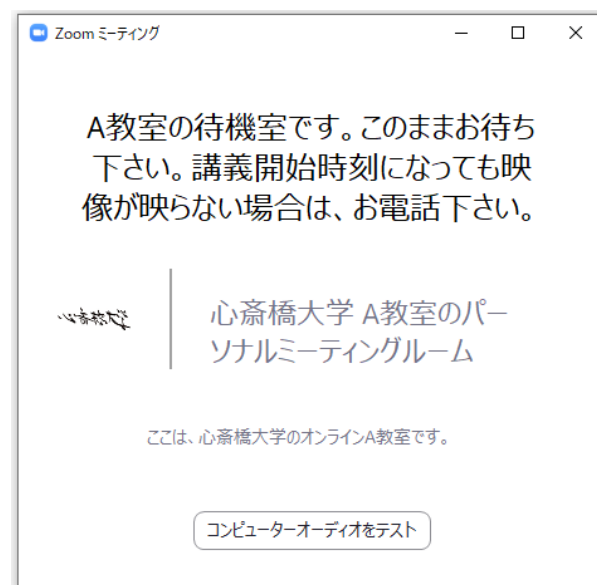 Zoom ミーティング
A教室の待機室です。このままお待ち
下さい。講義開始時刻になっても映
像が映らない場合は、お電話下さい。
心斎橋大学 A教室のパー
ソナルミーティングルーム
ここは、心斎橋大学のオンラインA教室です。
コンピューターオーディオをテスト